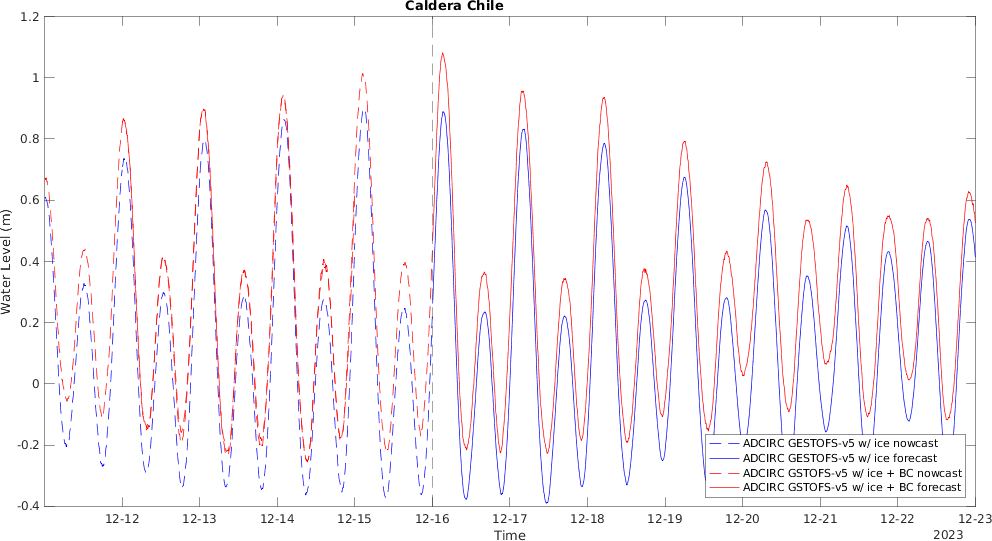 Caldera Chile
1.2
1
0.8
0.6
0.4
0.2
0
-0.2
-0.4
Water Level (m)
ADCIRC GESTOFS-v5 w/ ice nowcast
ADCIRC GESTOFS-v5 w/ ice forecast
ADCIRC GSTOFS-v5 w/ ice + BC nowcast
ADCIRC GSTOFS-v5 w/ ice + BC forecast
12-12 12-13 12-14 12-15 12-16 12-17 12-18 12-19 12-20 12-21 12-22 12-23
Time
2023